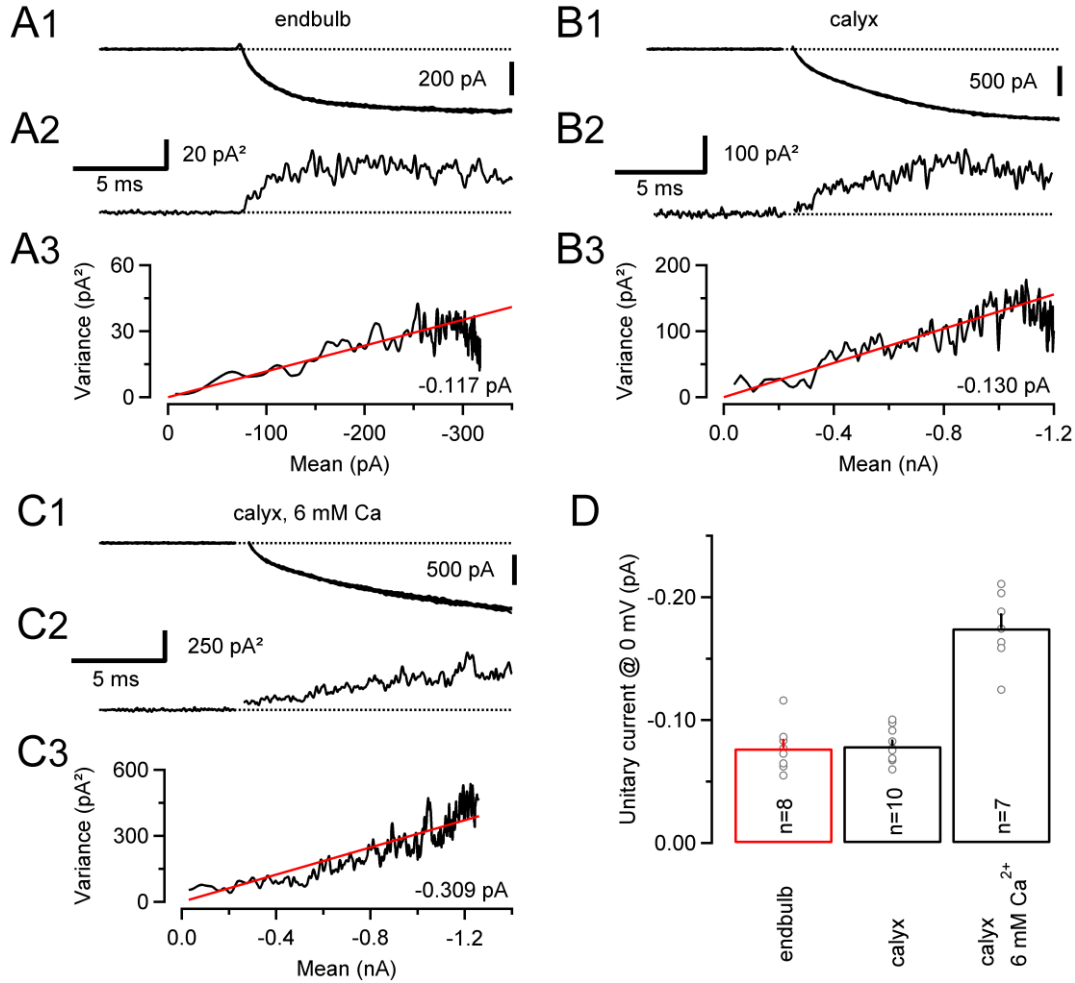 A1
endbulb
200 pA
A2
20 pA²
5 ms
A3
Variance (pA²)
60
30
0
-0.117 pA
0
-100
-200
-300
Mean (pA)
B1
calyx
500 pA
B2
100 pA²
5 ms
B3
Variance (pA²)
200
100
0
-0.130 pA
0.0
-0.4
-0.8
-1.2
Mean (nA)
C1
calyx, 6 mM Ca
500 pA
C2
250 pA²
5 ms
C3
Variance (pA²)
600
300
0
-0.309 pA
0.0
-0.4
-0.8
-1.2
Mean (nA)
D
Unitary current @ 0 mV (pA)
-0.20
-0.10
0.00
n=8
n=10
n=7
endbulb
calyx
calyx
6 mM Ca²⁺